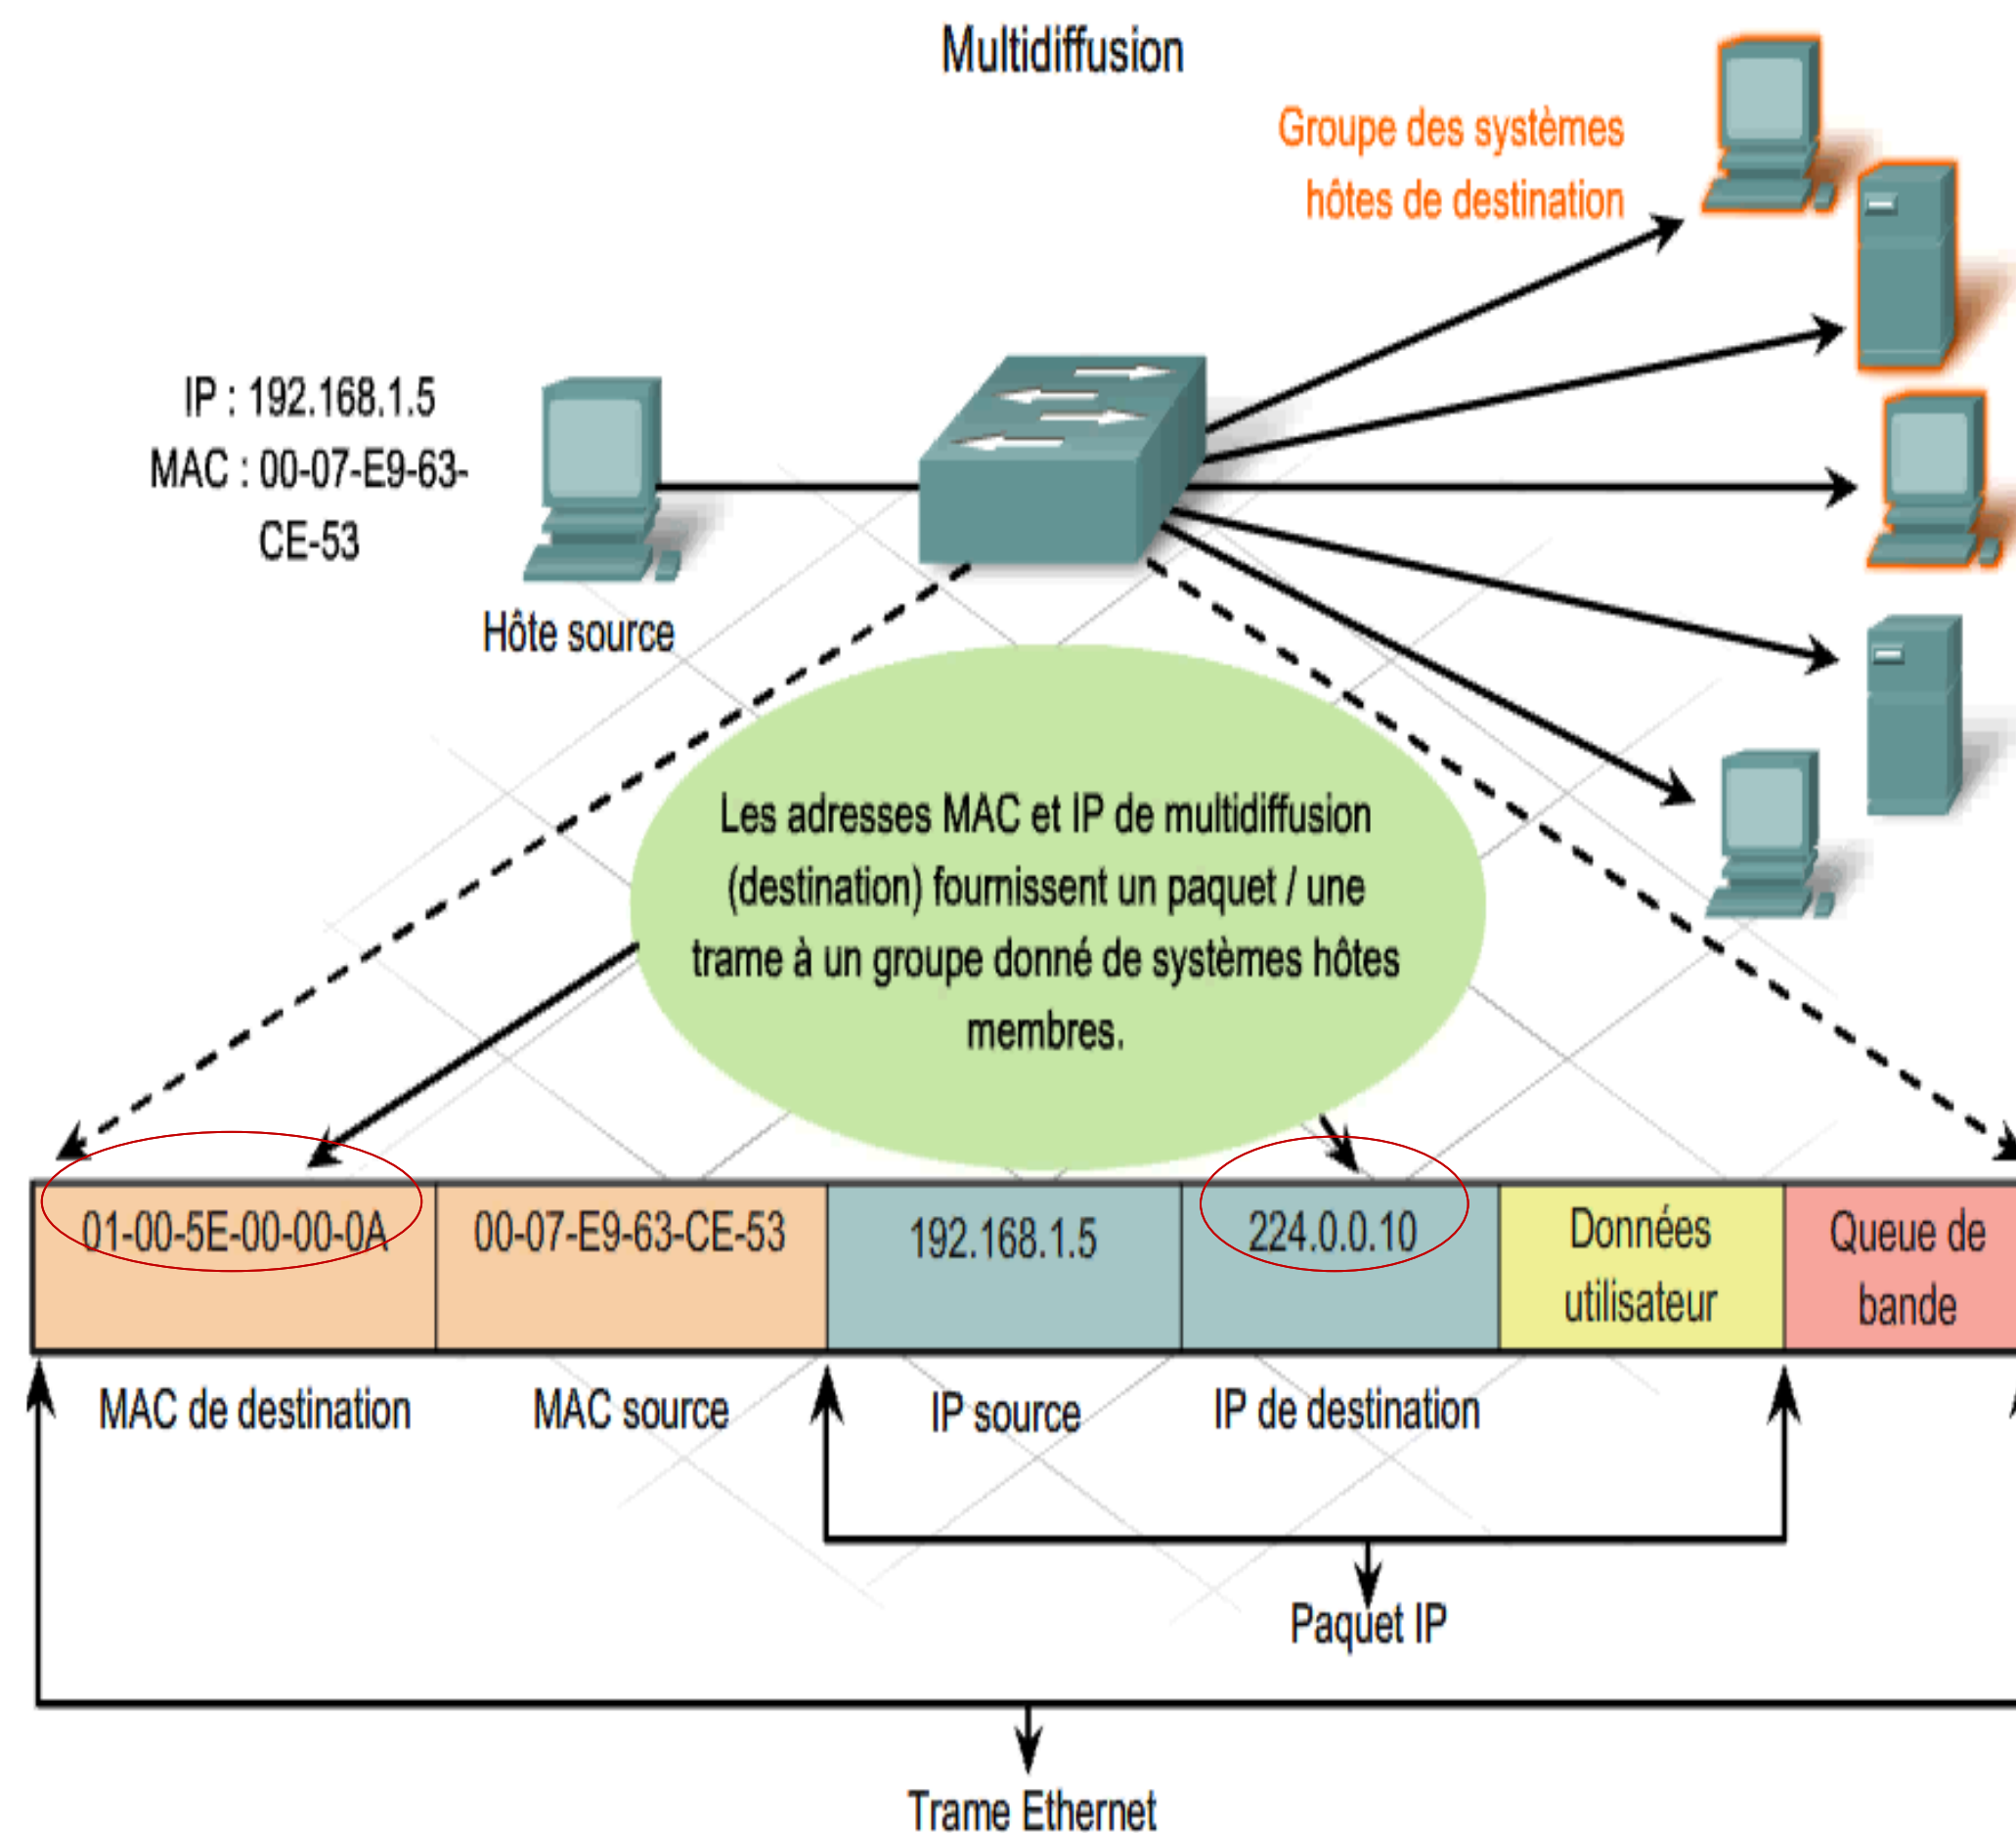 Multidiffusion
Groupe des systèmes
hôtes de destination
IP : 192.168.1.5
MAC : 00-07-E9-63-
CE-53
Hôte source
Les adresses MAC et IP de multidiffusion
(destination) fournissent un paquet / une
trame à un groupe donné de systèmes hôtes
membres.
01-00-5E-00-00-0A
00-07-E9-63-CE-53
192.168.1.5
224.0.0.10
Données
utilisateur
Queue de
bande
MAC de destination
MAC source
IP source
IP de destination
Paquet IP
Trame Ethernet